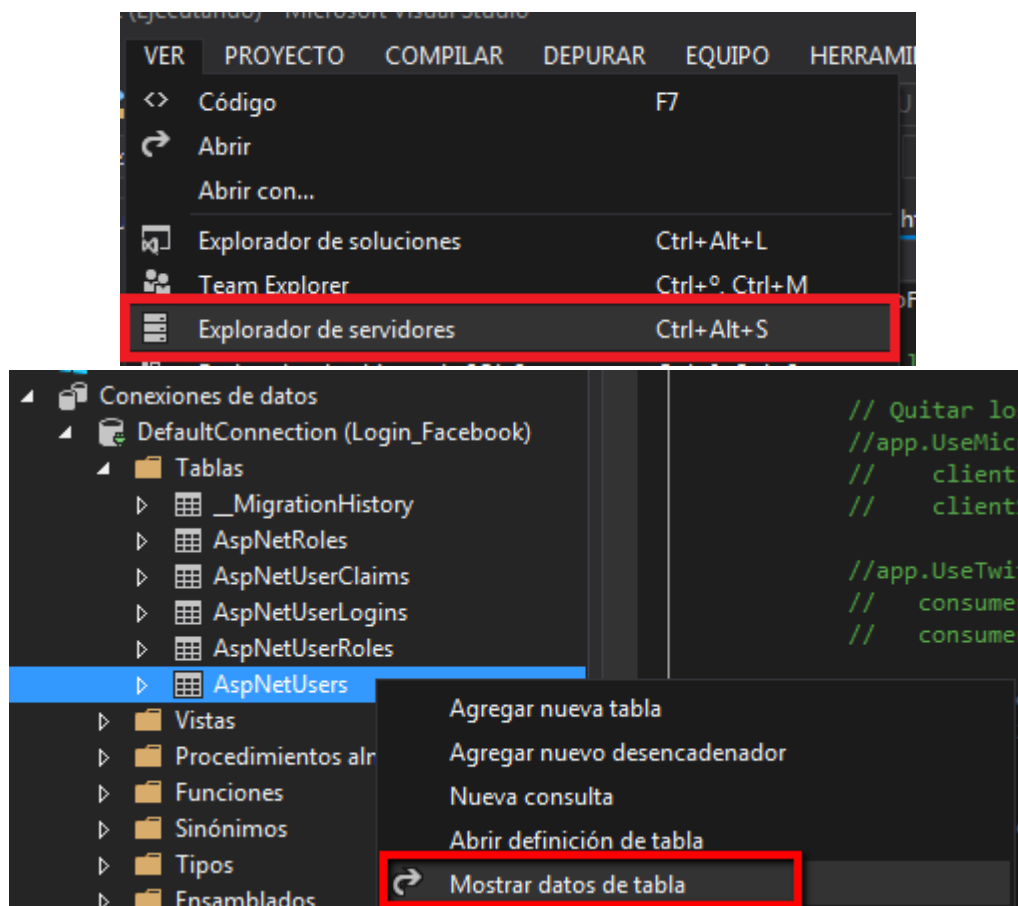 (Ejecutando) - Microsoft Visual Studio
VER PROYECTO COMPILAR DEPURAR EQUIPO
Código F7
Abrir
Abrir con...
Explorador de soluciones Ctrl+Alt+L
Team Explorer Ctrl+º, Ctrl+M
Explorador de servidores Ctrl+Alt+S
Conexiones de datos
DefaultConnection (Login_Facebook)
Tablas
__MigrationHistory
AspNetRoles
AspNetUserClaims
AspNetUserLogins
AspNetUserRoles
AspNetUsers
Vistas
Procedimientos
Funciones
Sinónimos
Tipos
Ensamblados
// Quitar lo
//app.UseMic
// client
// client
//app.UseTwi
// consume
// consume
Agregar nueva tabla
Agregar nuevo desencadenador
Nueva consulta
Abrir definición de tabla
Mostrar datos de tabla